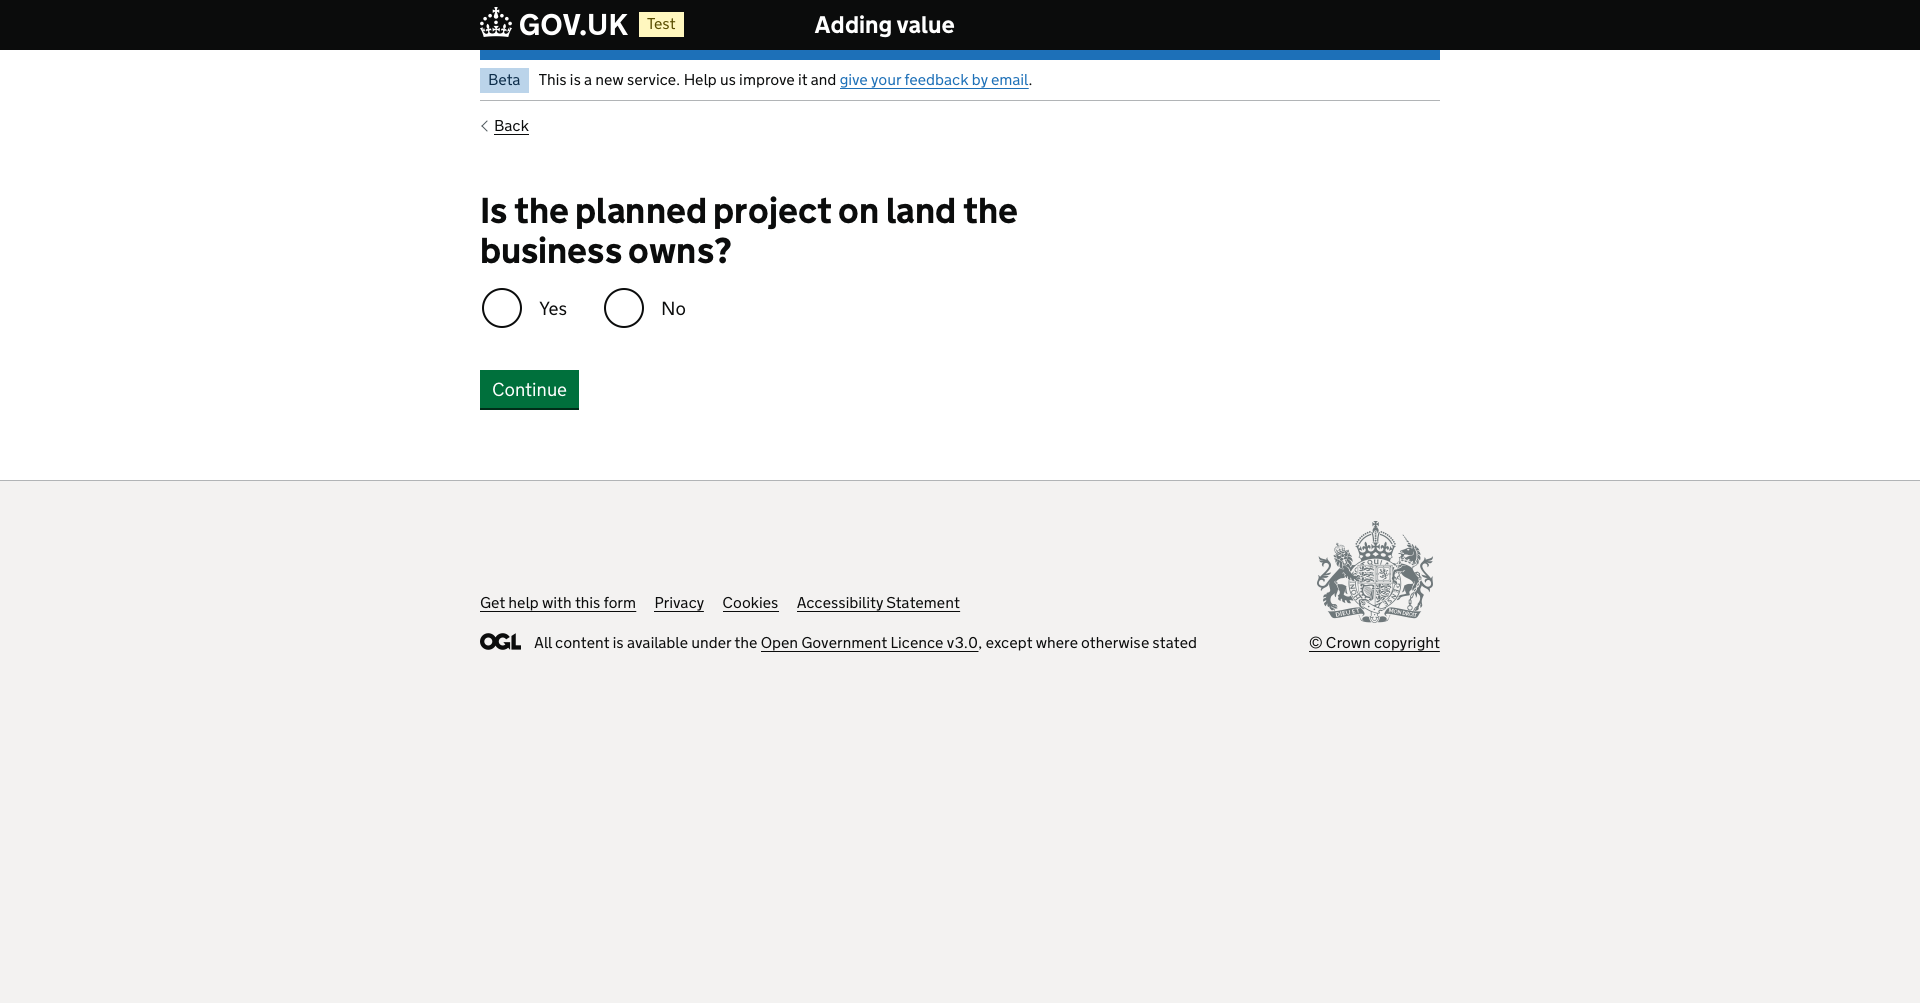 GOV.UK Test Adding value
Beta This is a new service. Help us improve it and give your feedback by email.
Back
Is the planned project on land the
business owns?
Yes No
Continue
Get help with this form Privacy Cookies Accessibility Statement
OGL All content is available under the Open Government Licence v3.0, except where otherwise stated
© Crown copyright